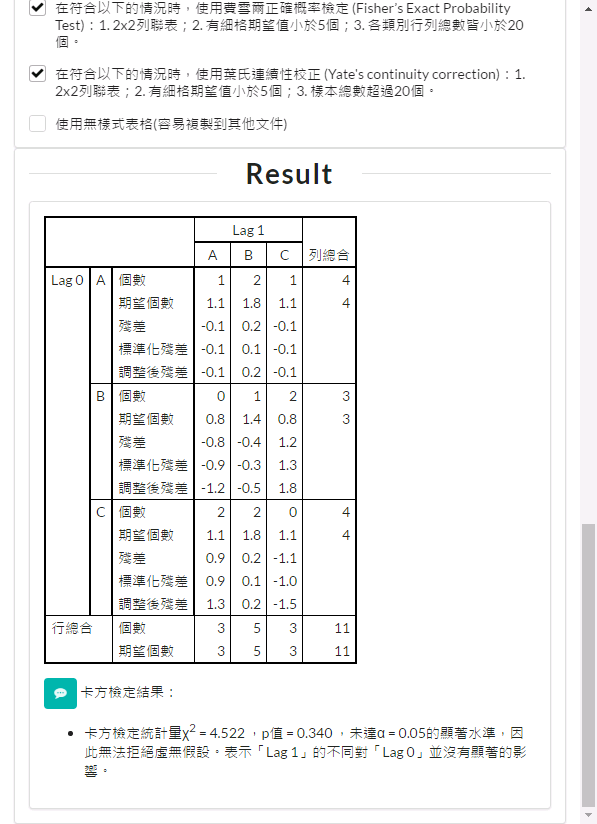 在符合以下的情況時，使用費雪爾正確概率檢定 (Fisher's Exact Probability
Test)：1. 2x2列聯表；2. 有細格期望值小於5個；3. 各類別行列總數皆小於20
個。
在符合以下的情況時，使用葉氏連續性校正 (Yate's continuity correction)：1.
2x2列聯表；2. 有細格期望值小於5個；3. 樣本總數超過20個。
使用無樣式表格(容易複製到其他文件)
Result
Lag 1
A B C 列總合
Lag 0 A 個數 1 2 1 4
期望個數 1.1 1.8 1.1 4
殘差 -0.1 0.2 -0.1
標準化殘差 -0.1 0.1 -0.1
調整後殘差 -0.1 0.2 -0.1
B 個數 0 1 2 3
期望個數 0.8 1.4 0.8 3
殘差 -0.8 -0.4 1.2
標準化殘差 -0.9 -0.3 1.3
調整後殘差 -1.2 -0.5 1.8
C 個數 2 2 0 4
期望個數 1.1 1.8 1.1 4
殘差 0.9 0.2 -1.1
標準化殘差 0.9 0.1 -1.0
調整後殘差 1.3 0.2 -1.5
行總合 個數 3 5 3 11
期望個數 3 5 3 11
卡方檢定結果：
卡方檢定統計量χ² = 4.522 ，p值 = 0.340 ，未達α = 0.05的顯著水準，因
此無法拒絕虛無假設。表示「Lag 1」的不同對「Lag 0」並沒有顯著的影
響。